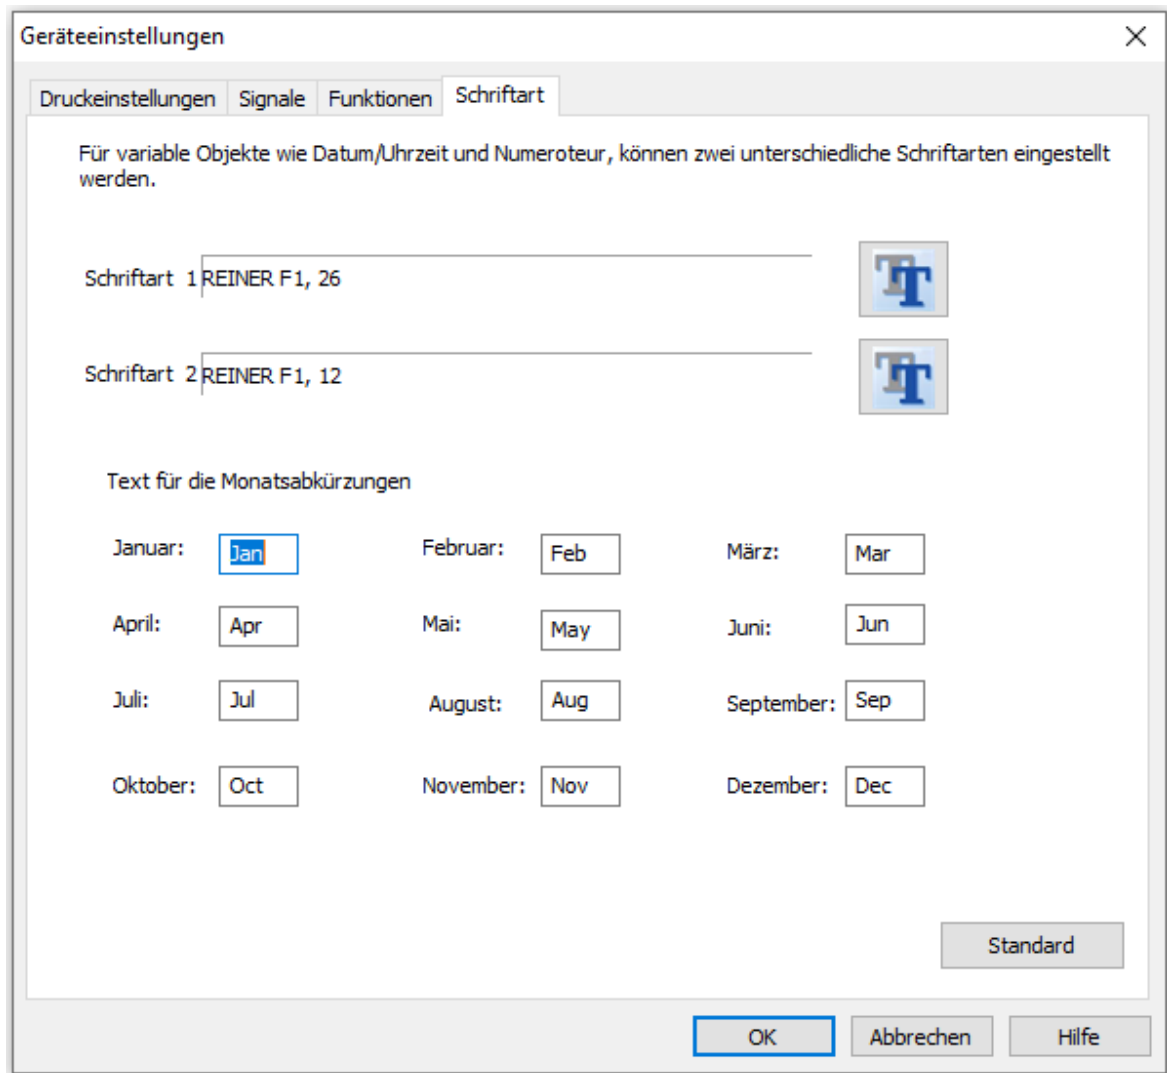 Geräteeinstellungen
Druckeinstellungen Signale Funktionen Schriftart
Für variable Objekte wie Datum/Uhrzeit und Numeroteur, können zwei unterschiedliche Schriftarten eingestellt
werden.
Schriftart 1 REINER F1, 26
Schriftart 2 REINER F1, 12
Text für die Monatsabkürzungen
Januar: Jan Februar: Feb März: Mar
April: Apr Mai: May Juni: Jun
Juli: Jul August: Aug September: Sep
Oktober: Oct November: Nov Dezember: Dec
Standard
OK Abbrechen Hilfe